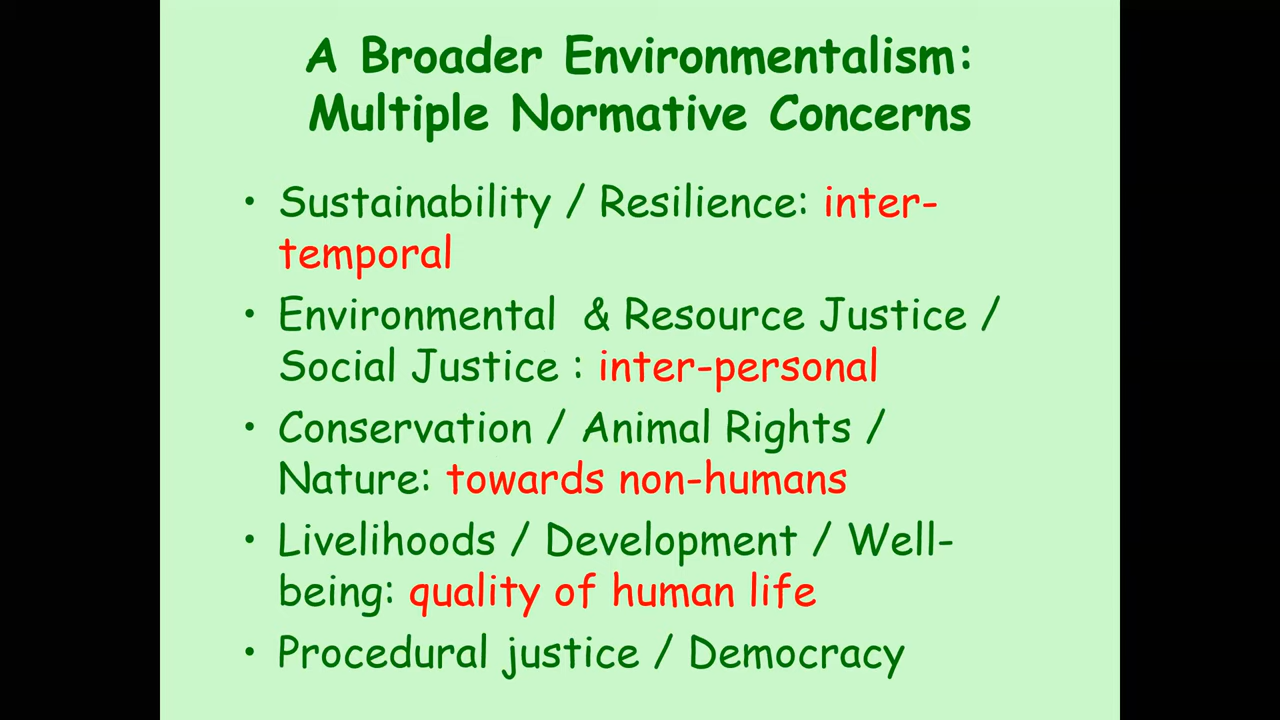 A Broader Environmentalism:
Multiple Normative Concerns
• Sustainability / Resilience: inter-
temporal
• Environmental & Resource Justice /
Social Justice : inter-personal
• Conservation / Animal Rights /
Nature: towards non-humans
• Livelihoods / Development / Well-
being: quality of human life
• Procedural justice / Democracy